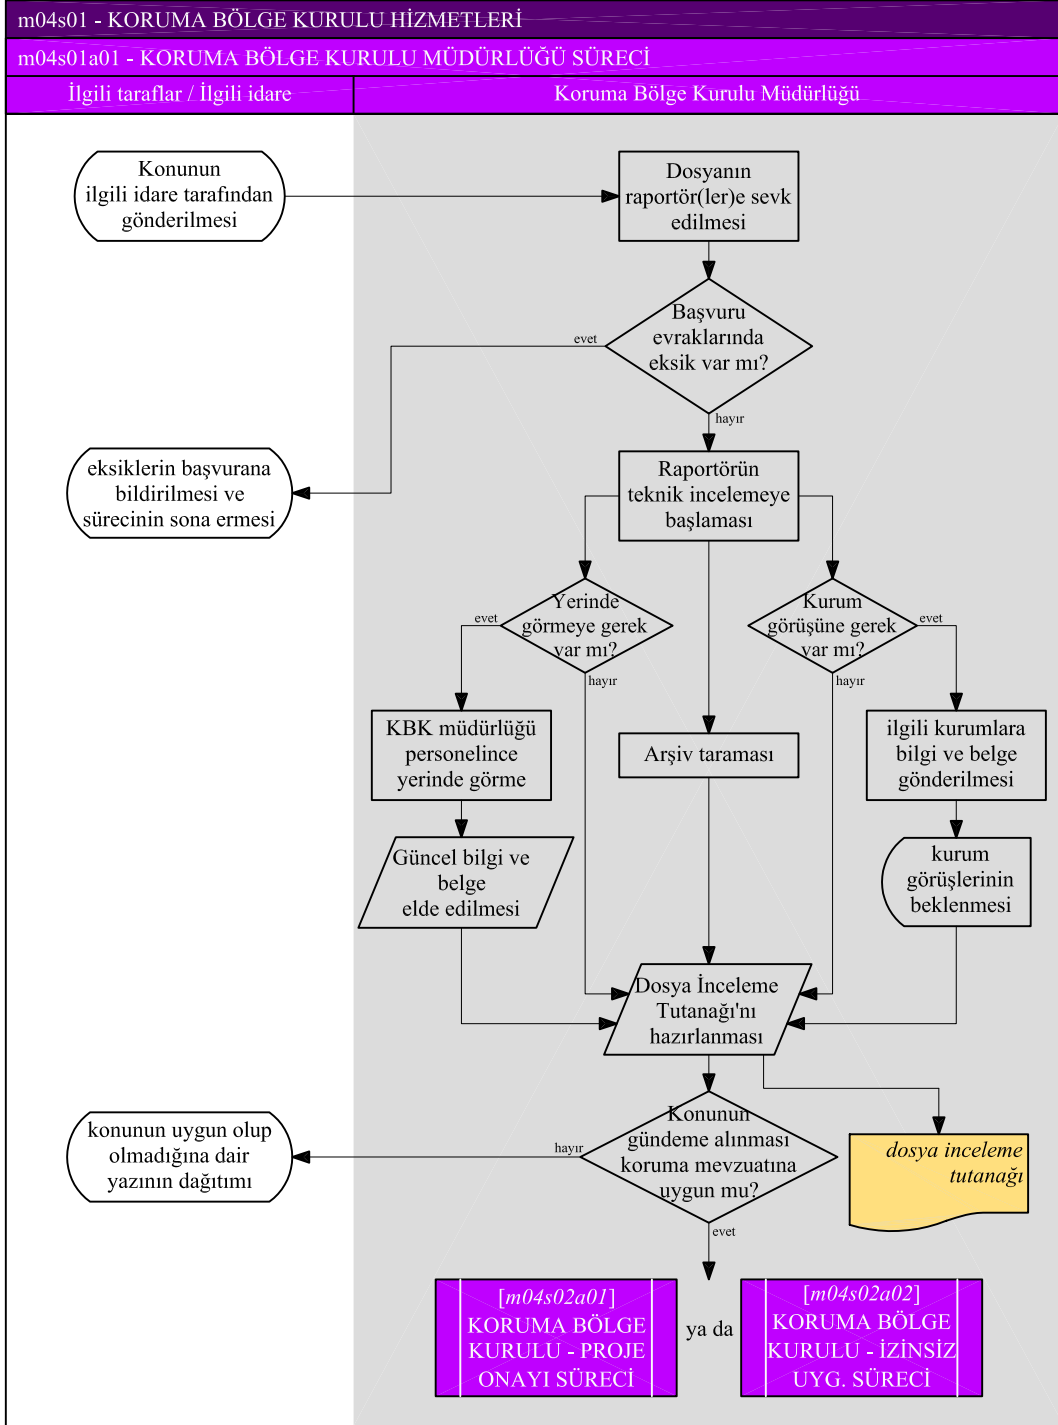 m04s01 - KORUMA BÖLGE KURULU HİZMETLERİ
m04s01a01 - KORUMA BÖLGE KURULU MÜDÜRLÜĞÜ SÜRECİ
İlgili taraflar / İlgili idare
Koruma Bölge Kurulu Müdürlüğü
Konunun
ilgili idare tarafından
gönderilmesi
Dosyanın
raportör(ler)e sevk
edilmesi
Başvuru
evraklarında
eksik var mı?
evet
hayır
eksiklerin başvurana
bildirilmesi ve
sürecinin sona ermesi
Raportörün
teknik incelemeye
başlaması
Yerinde
görmeye gerek
var mı?
evet
hayır
Kurum
görüşüne gerek
var mı?
evet
hayır
KBK müdürlüğü
personelince
yerinde görme
Arşiv taraması
ilgili kurumlara
bilgi ve belge
gönderilmesi
Güncel bilgi ve
belge
elde edilmesi
kurum
görüşlerinin
beklenmesi
Dosya İnceleme
Tutanağı'nı
hazırlanması
konunun uygun olup
olmadığına dair
yazının dağıtımı
hayır
Konunun
gündeme alınması
koruma mevzuatına
uygun mu?
evet
dosya inceleme
tutanağı
[m04s02a01]
KORUMA BÖLGE
KURULU - PROJE
ONAYI SÜRECİ
ya da
[m04s02a02]
KORUMA BÖLGE
KURULU - İZİNSİZ
UYG. SÜRECİ